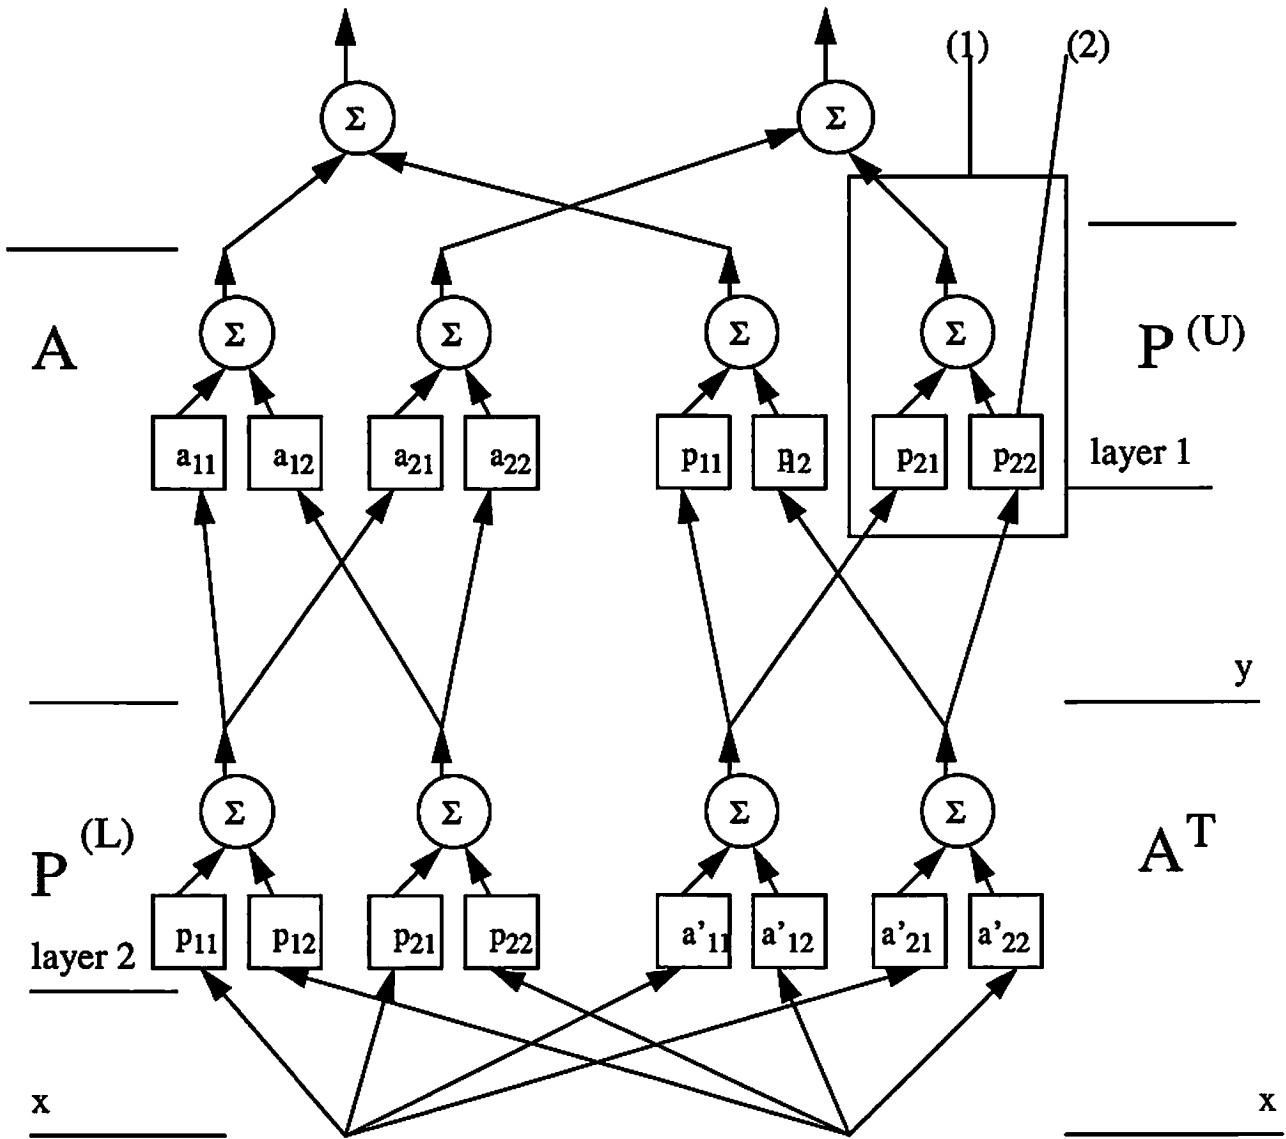 (1) (2)
Σ Σ
A Σ Σ Σ Σ P (U)
a11 a12 a21 a22 p11 p12 p21 p22 layer 1
y
P (L) Σ Σ Σ Σ A T
layer 2 p11 p12 p21 p22 a’11 a’12 a’21 a’22
x x